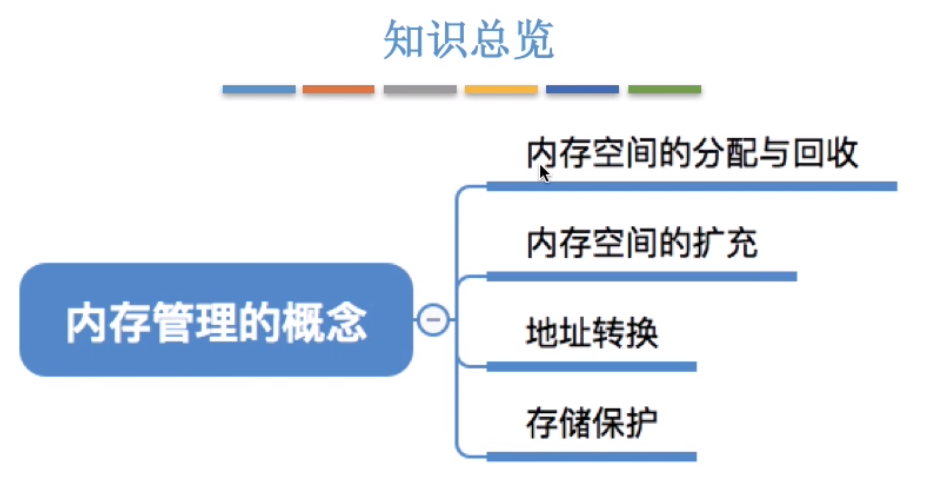 知识总览
内存空间的分配与回收
内存空间的扩充
内存管理的概念
地址转换
存储保护